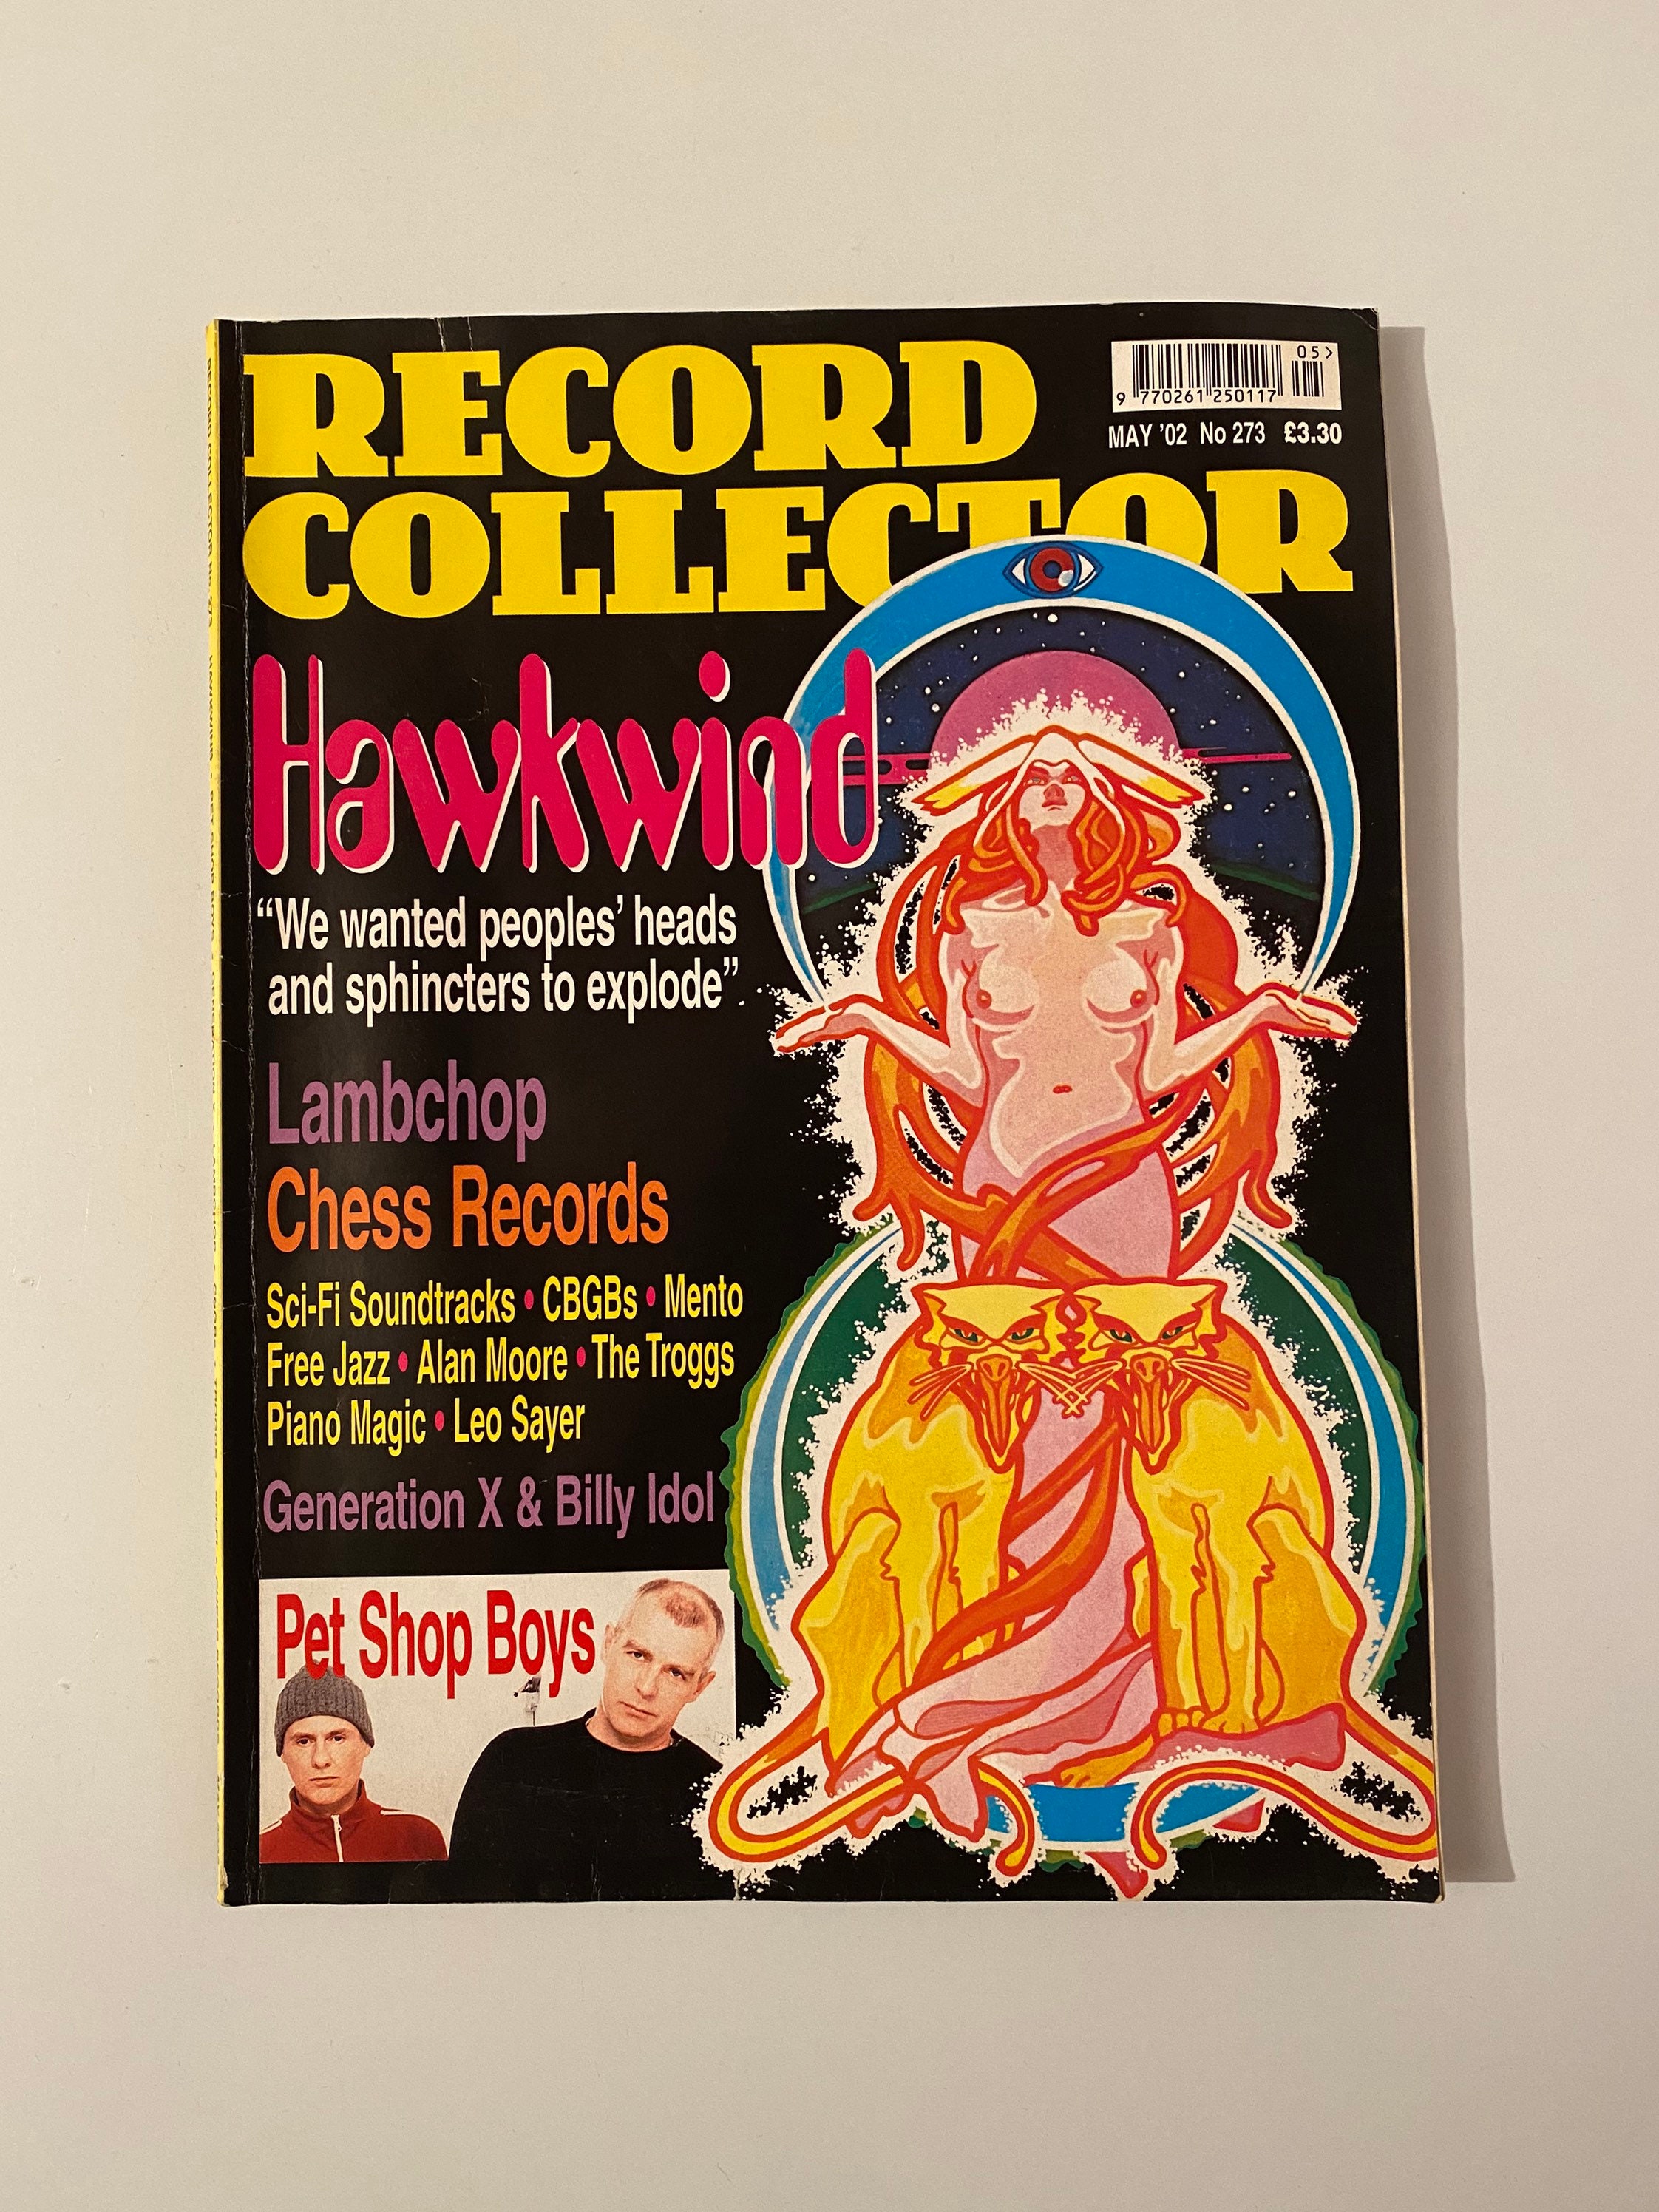 RECORD
COLLECTOR
05>
9 770261 250117
MAY '02 No 273 £3.30
Hawkwind
“We wanted peoples’ heads
and sphincters to explode”
Lambchop
Chess Records
Sci-Fi Soundtracks • CBGBs • Mento
Free Jazz • Alan Moore • The Troggs
Piano Magic • Leo Sayer
Generation X & Billy Idol
Pet Shop Boys